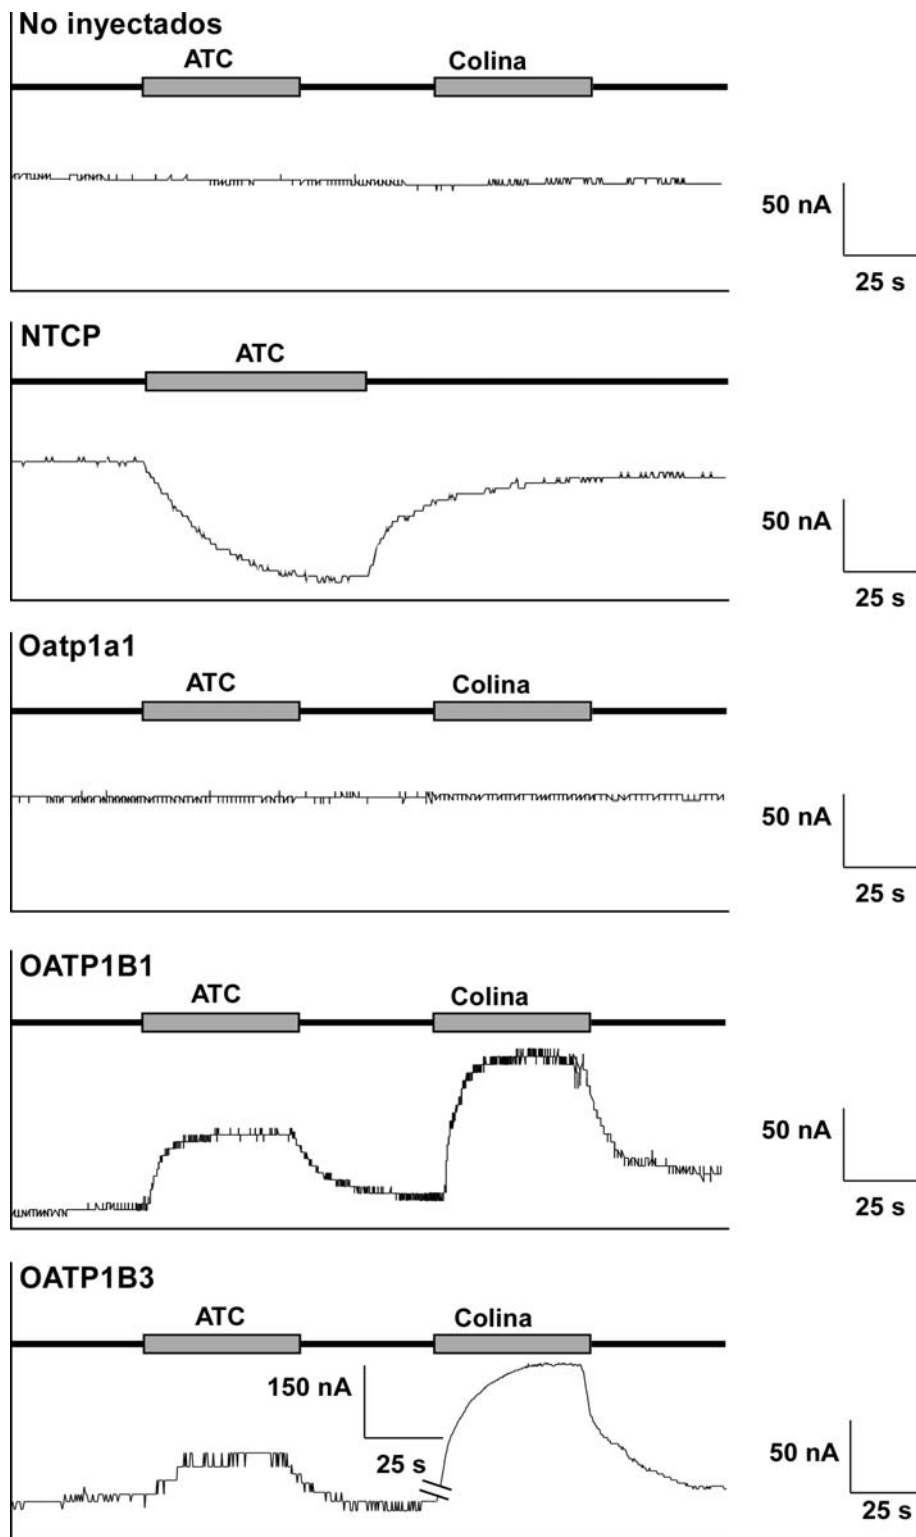 No inyectados
ATC Colina
50 nA
25 s
NTCP
ATC
50 nA
25 s
Oatp1a1
ATC Colina
50 nA
25 s
OATP1B1
ATC Colina
50 nA
25 s
OATP1B3
ATC Colina
150 nA
25 s
50 nA
25 s